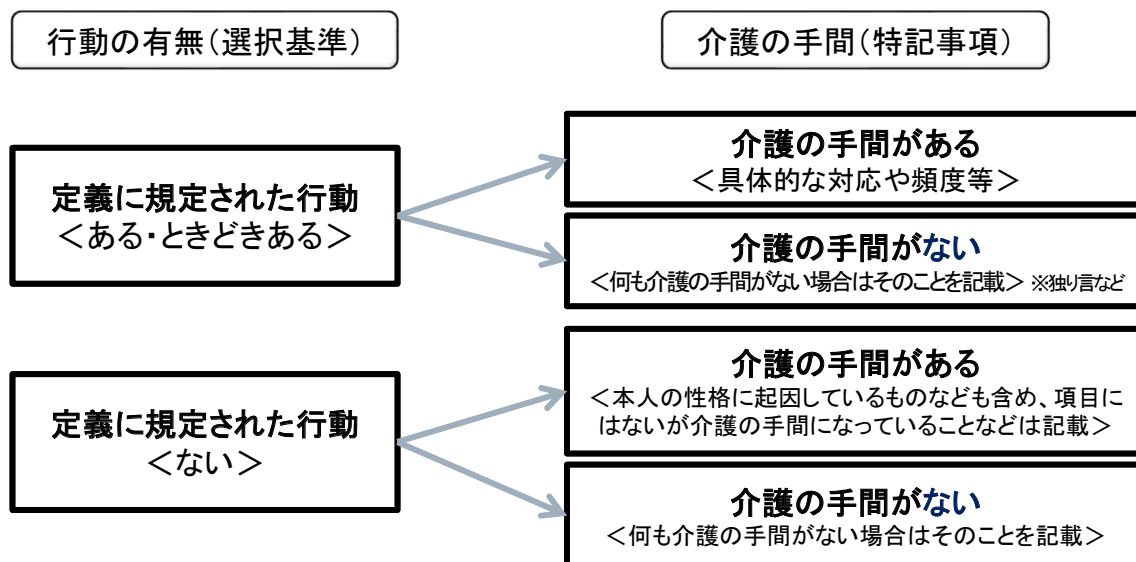 行動の有無(選択基準)
介護の手間(特記事項)
定義に規定された行動
<ある・ときどきある>
介護の手間がある
<具体的な対応や頻度等>
介護の手間がない
<何も介護の手間がない場合はそのことを記載> ※独り言など
定義に規定された行動
<ない>
介護の手間がある
<本人の性格に起因しているものなども含め、項目に
はないが介護の手間になっていることなどは記載>
介護の手間がない
<何も介護の手間がない場合はそのことを記載>